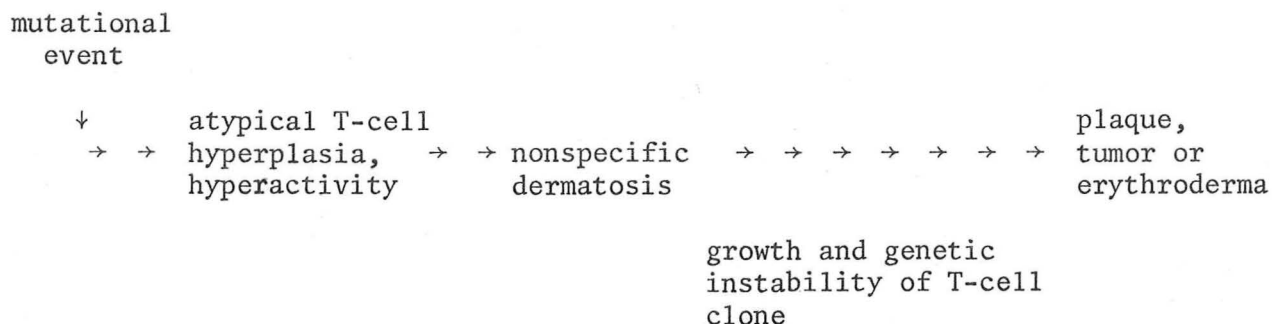 mutational
event
↓ atypical T-cell plaque,
→ → hyperplasia, → → nonspecific → → → → → → → tumor or
hyperactivity dermatosis erythroderma
growth and genetic
instability of T-cell
clone